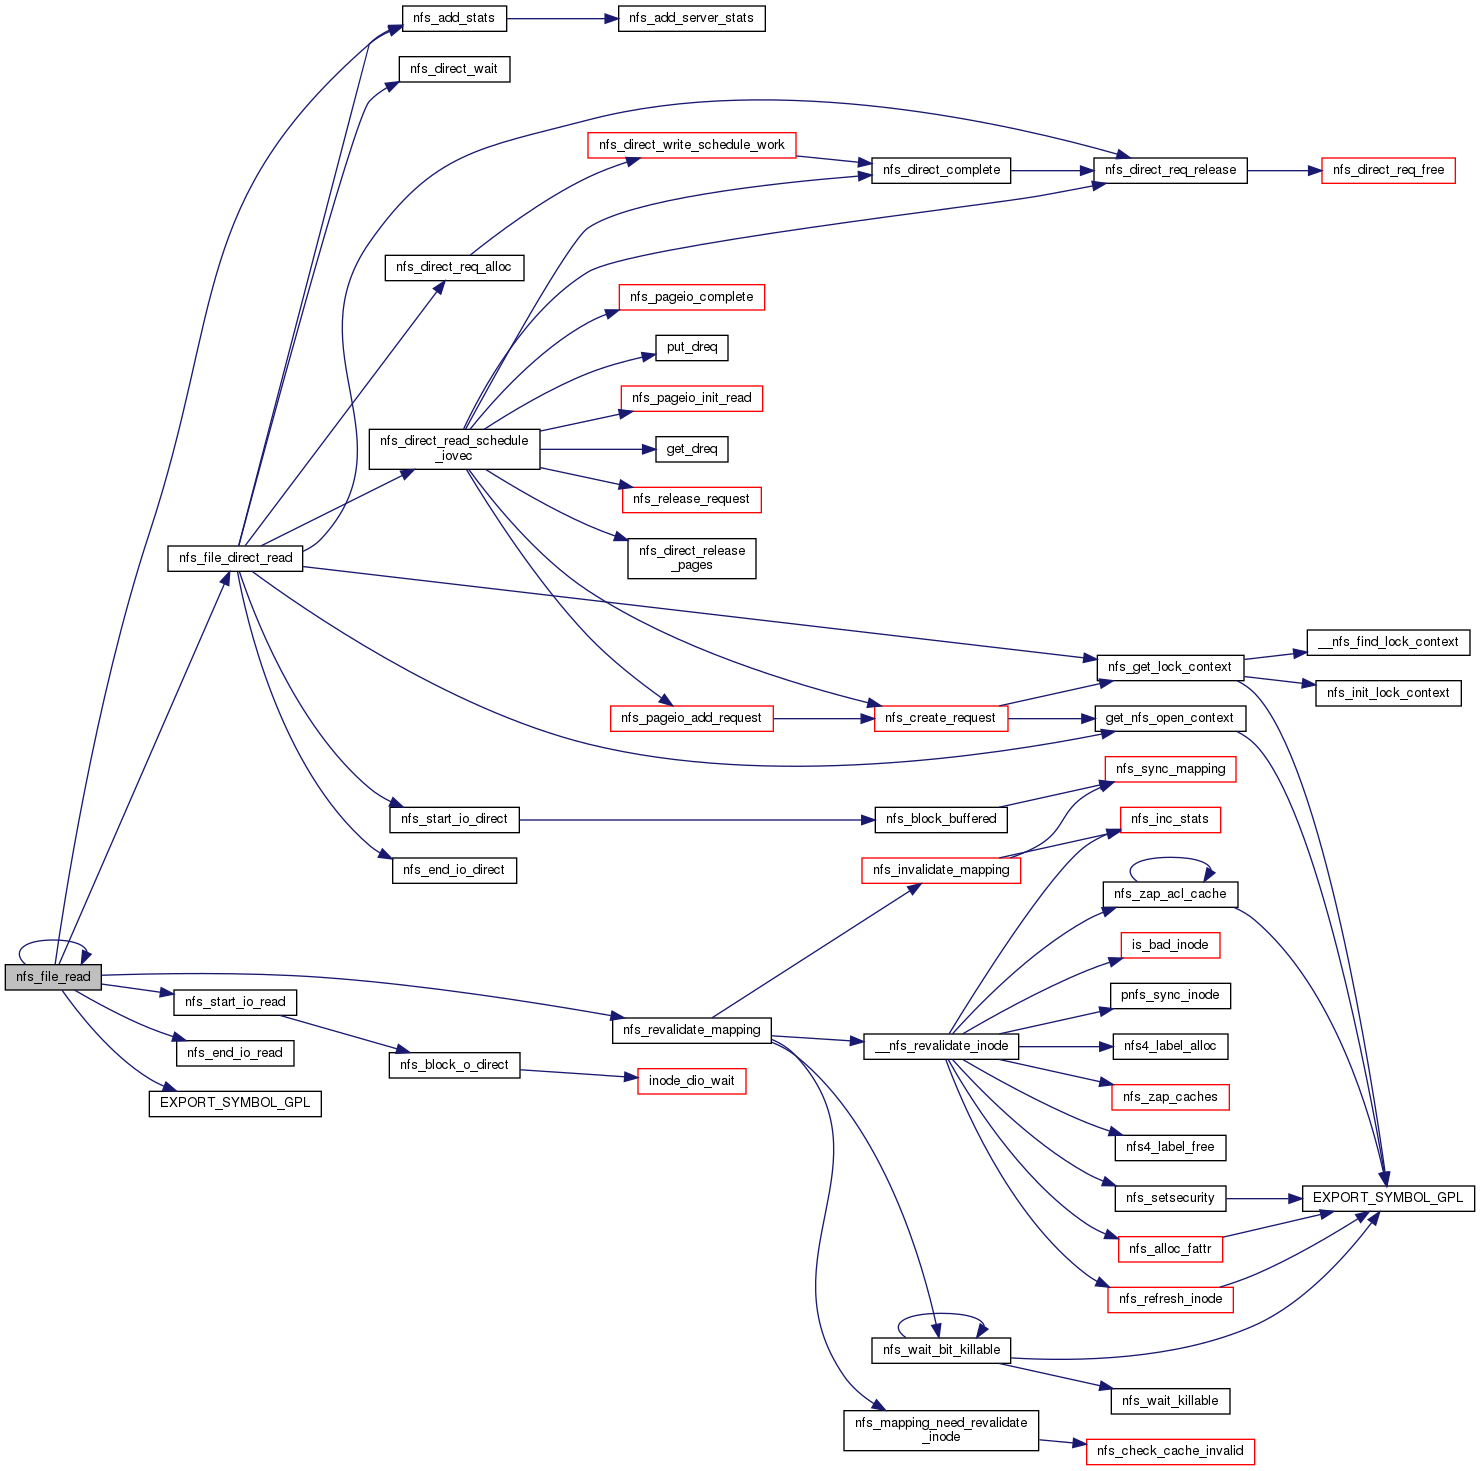 nfs_add_stats
nfs_add_server_stats
nfs_direct_wait
nfs_direct_write_schedule_work
nfs_direct_complete
nfs_direct_req_release
nfs_direct_req_free
nfs_direct_req_alloc
nfs_pageio_complete
put_dreq
nfs_pageio_init_read
nfs_direct_read_schedule
_iovec
get_dreq
nfs_release_request
nfs_file_direct_read
nfs_direct_release
_pages
__nfs_find_lock_context
nfs_get_lock_context
nfs_init_lock_context
nfs_pageio_add_request
nfs_create_request
get_nfs_open_context
nfs_sync_mapping
nfs_start_io_direct
nfs_block_buffered
nfs_inc_stats
nfs_end_io_direct
nfs_invalidate_mapping
nfs_zap_acl_cache
is_bad_inode
nfs_file_read
nfs_start_io_read
pnfs_sync_inode
nfs_revalidate_mapping
nfs_end_io_read
__nfs_revalidate_inode
nfs4_label_alloc
nfs_block_o_direct
inode_dio_wait
nfs_zap_caches
EXPORT_SYMBOL_GPL
nfs4_label_free
nfs_setsecurity
EXPORT_SYMBOL_GPL
nfs_alloc_fattr
nfs_refresh_inode
nfs_wait_bit_killable
nfs_wait_killable
nfs_mapping_need_revalidate
_inode
nfs_check_cache_invalid